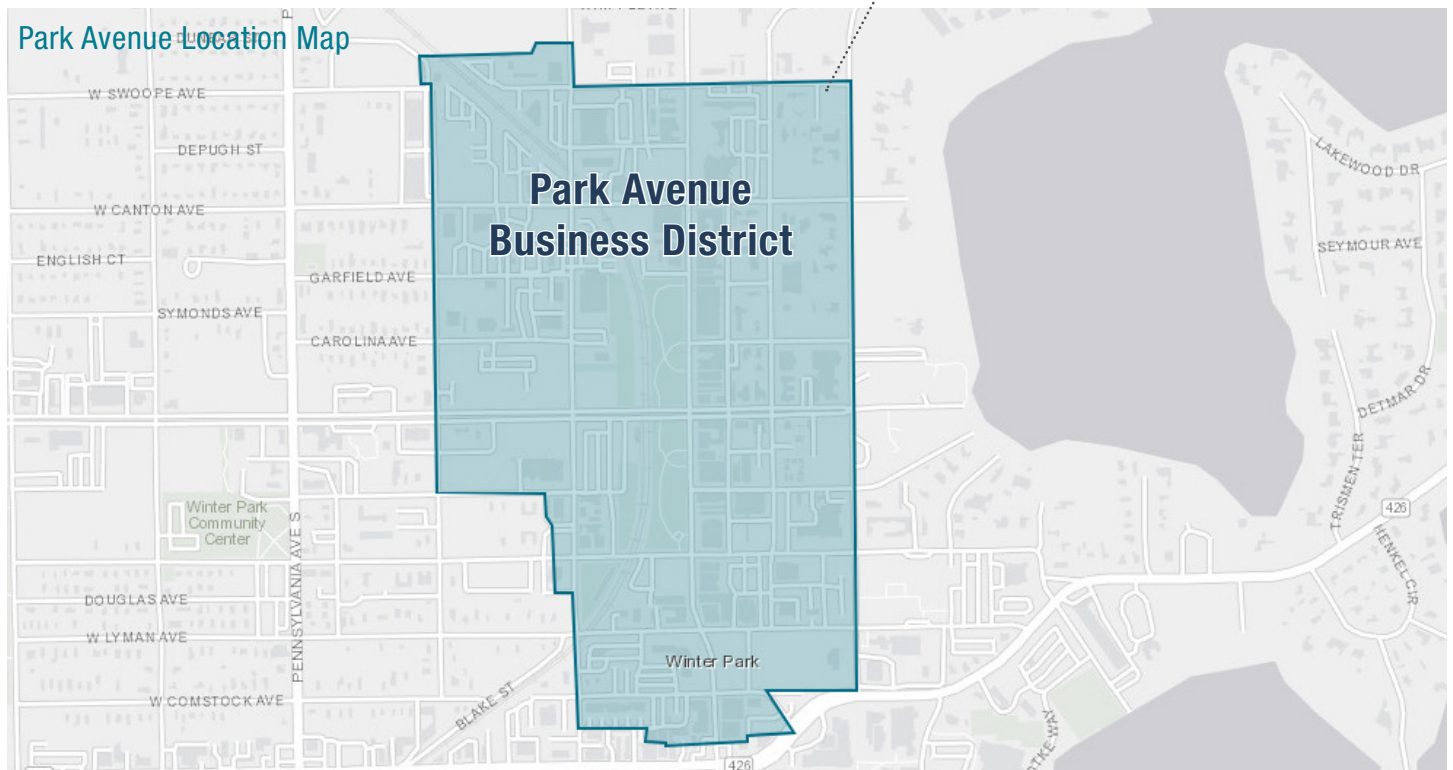 Park Avenue Location Map
W SWOOPE AVE
DEPUGH ST
W CANTON AVE
ENGLISH CT
GARFIELD AVE
SYMONDS AVE
CAROLINA AVE
Park Avenue
Business District
LAKEWOOD DR
SEYMOUR AVE
DETMAR DR
TRISMEN TER
426
HENKEL CIR
Winter Park
Community
Center
PENNSYLVANIA AVE S
DOUGLAS AVE
W LYMAN AVE
Winter Park
W COMSTOCK AVE
BLAKE ST
426